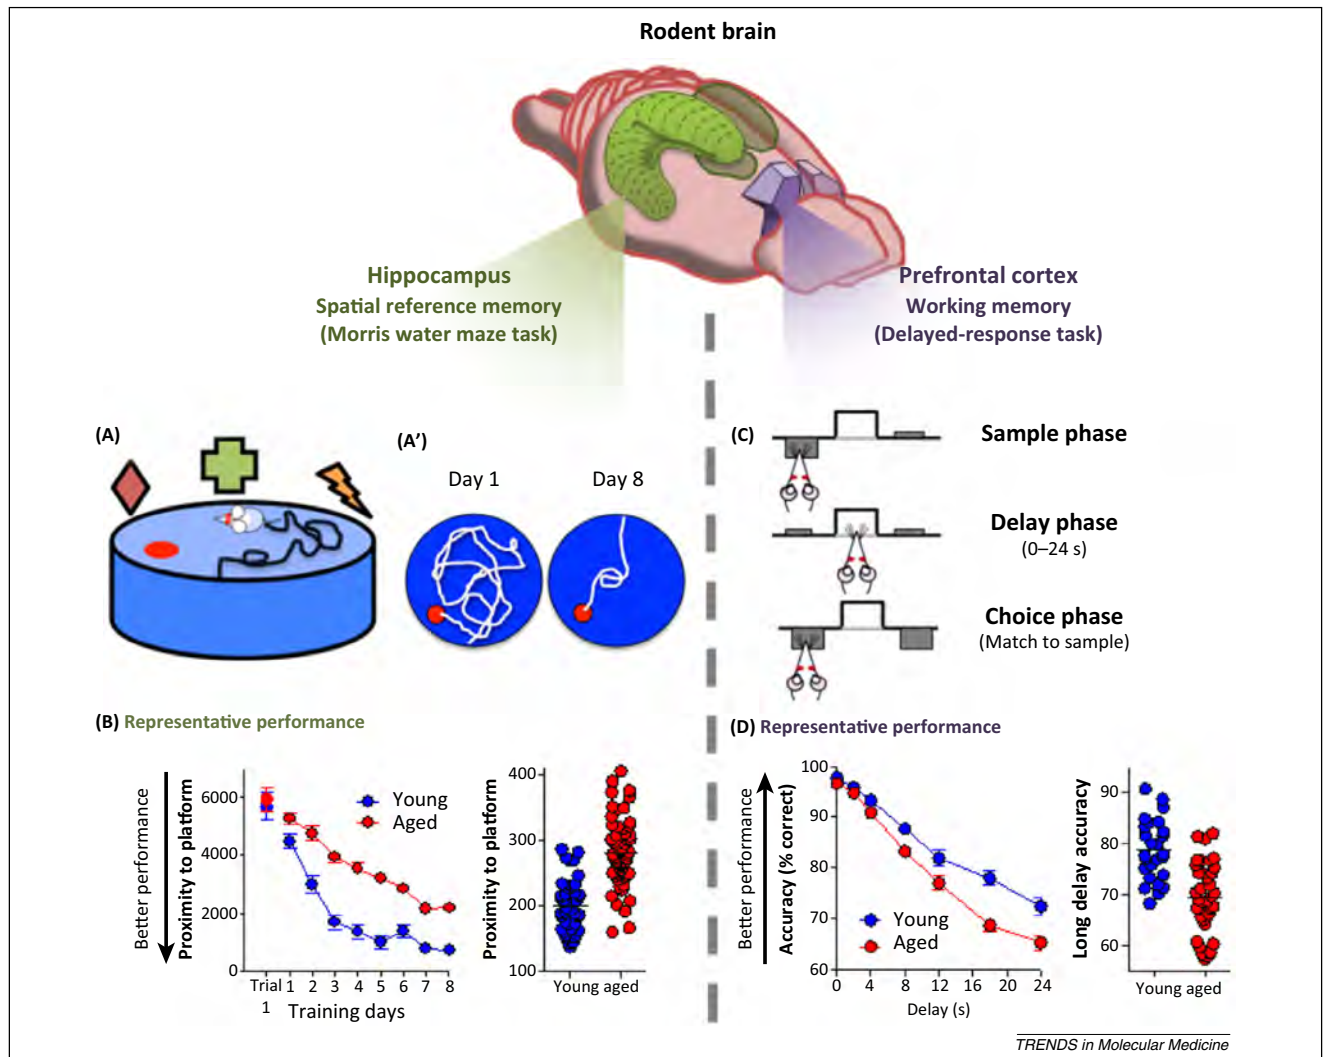 Rodent brain
Hippocampus
Spatial reference memory
(Morris water maze task)
Prefrontal cortex
Working memory
(Delayed-response task)
(A)
(A’)
Day 1
Day 8
(C)
Sample phase
Delay phase
(0–24 s)
Choice phase
(Match to sample)
(B) Representative performance
Better performance
Proximity to platform
6000
4000
2000
0
Young
Aged
Trial 1 2 3 4 5 6 7 8
1
Training days
Proximity to platform
400
300
200
100
Young aged
(D) Representative performance
Better performance
Accuracy (% correct)
100
90
80
70
60
Young
Aged
0 4 8 12 16 20 24
Delay (s)
Long delay accuracy
90
80
70
60
Young aged
TRENDS in Molecular Medicine